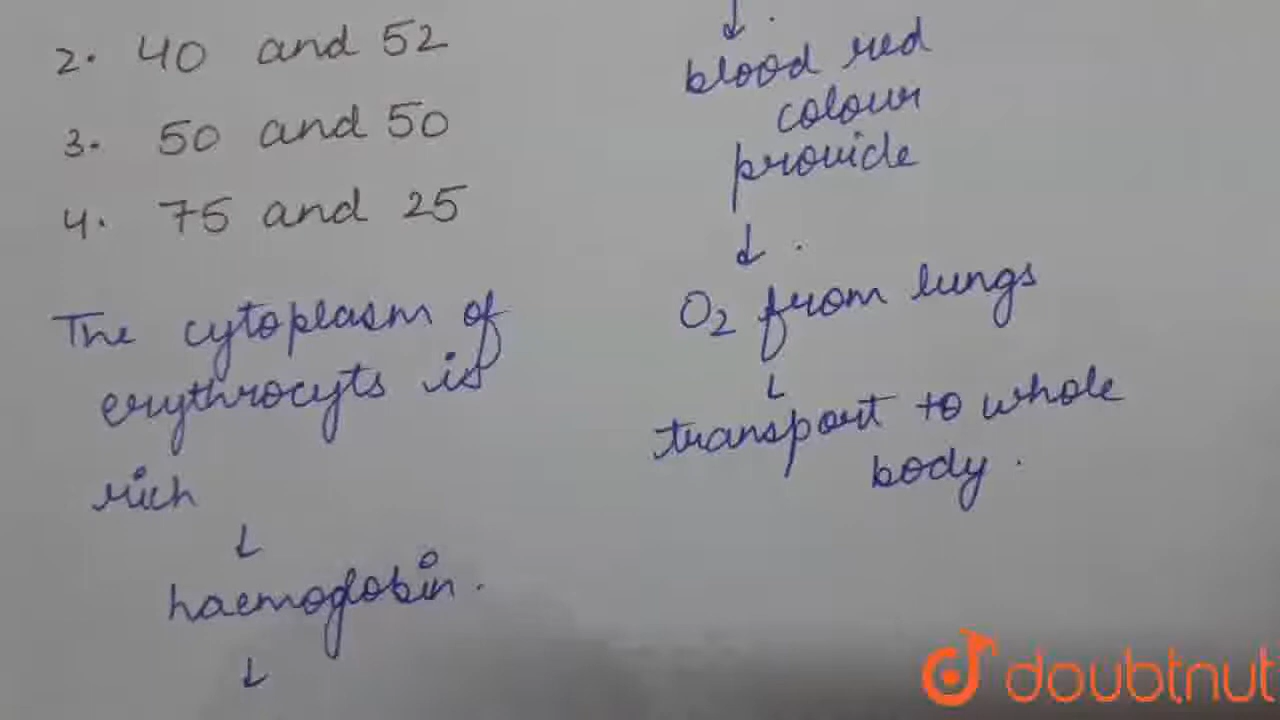 2. 40 and 52
3. 50 and 50
4. 75 and 25
The cytoplasm of
erythrocyts is
rich
↓
haemoglobin.
↓
↓
blood red
colour
provide
↓
O₂ from lungs
↓
transport to whole
body.
doubtnut